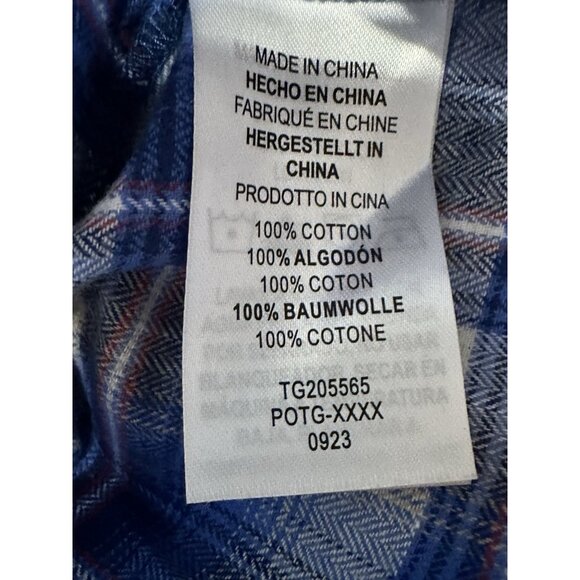 MADE IN CHINA
HECHO EN CHINA
FABRIQUÉ EN CHINE
HERGESTELLT IN
CHINA
PRODOTTO IN CINA
100% COTTON
100% ALGODÓN
100% COTON
100% BAUMWOLLE
100% COTONE
TG205565
POTG-XXXX
0923